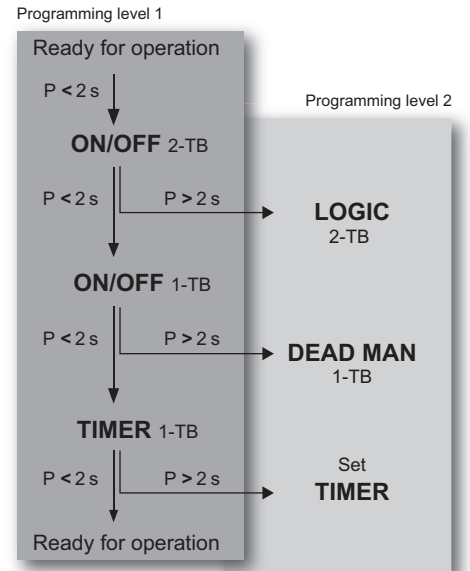 Programming level 1
Ready for operation
P < 2 s
Programming level 2
ON/OFF 2-TB
P < 2 s
P > 2 s
LOGIC
2-TB
ON/OFF 1-TB
P < 2 s
P > 2 s
DEAD MAN
1-TB
TIMER 1-TB
P < 2 s
P > 2 s
Set
TIMER
Ready for operation